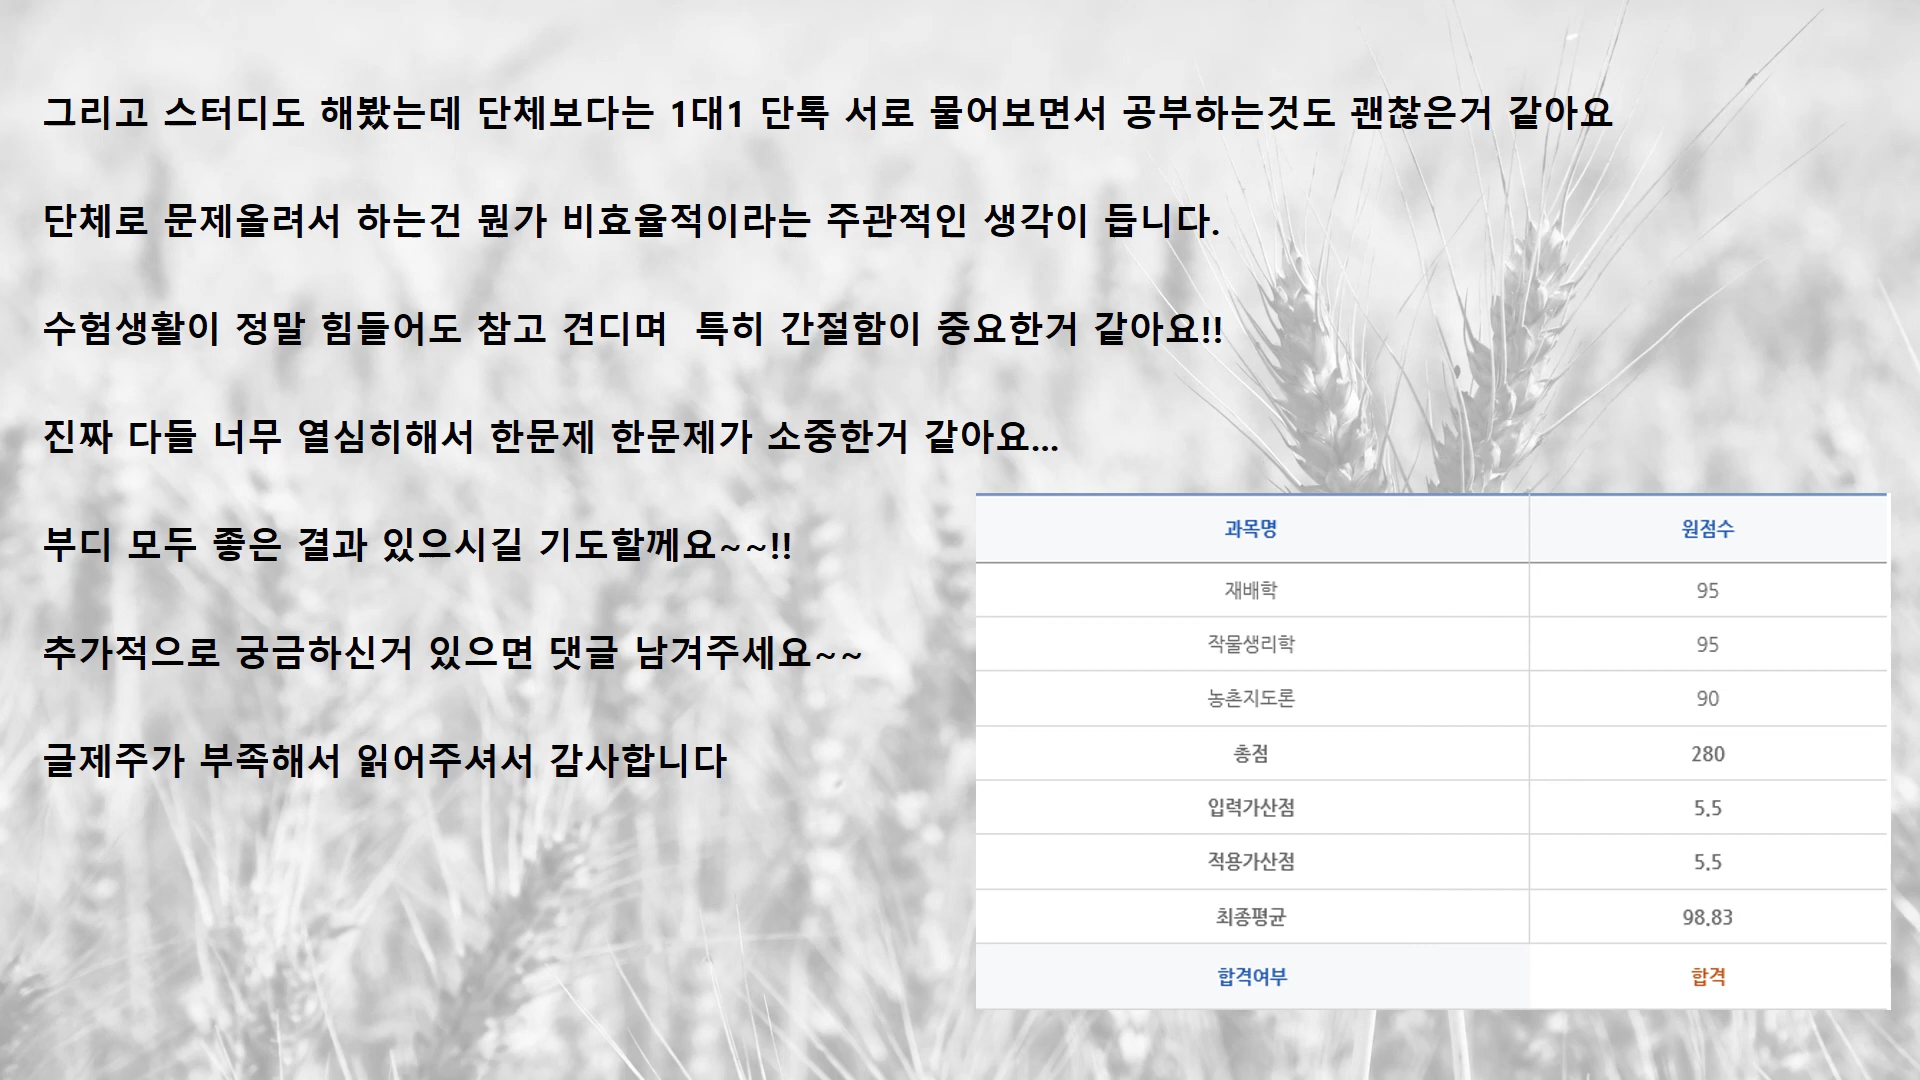 그리고 스터디도 해봤는데 단체보다는 1대1 단톡 서로 물어보면서 공부하는것도 괜찮은거 같아요
단체로 문제올려서 하는건 뭔가 비효율적이라는 주관적인 생각이 듭니다.
수험생활이 정말 힘들어도 참고 견디며  특히 간절함이 중요한거 같아요!!
진짜 다들 너무 열심히해서 한문제 한문제가 소중한거 같아요...
부디 모두 좋은 결과 있으시길 기도할께요~~!!
추가적으로 궁금하신거 있으면 댓글 남겨주세요~~
글제주가 부족해서 읽어주셔서 감사합니다
과목명 원점수
재배학 95
작물생리학 95
농촌지도론 90
총점 280
입력가산점 5.5
적용가산점 5.5
최종평균 98.83
합격여부 합격